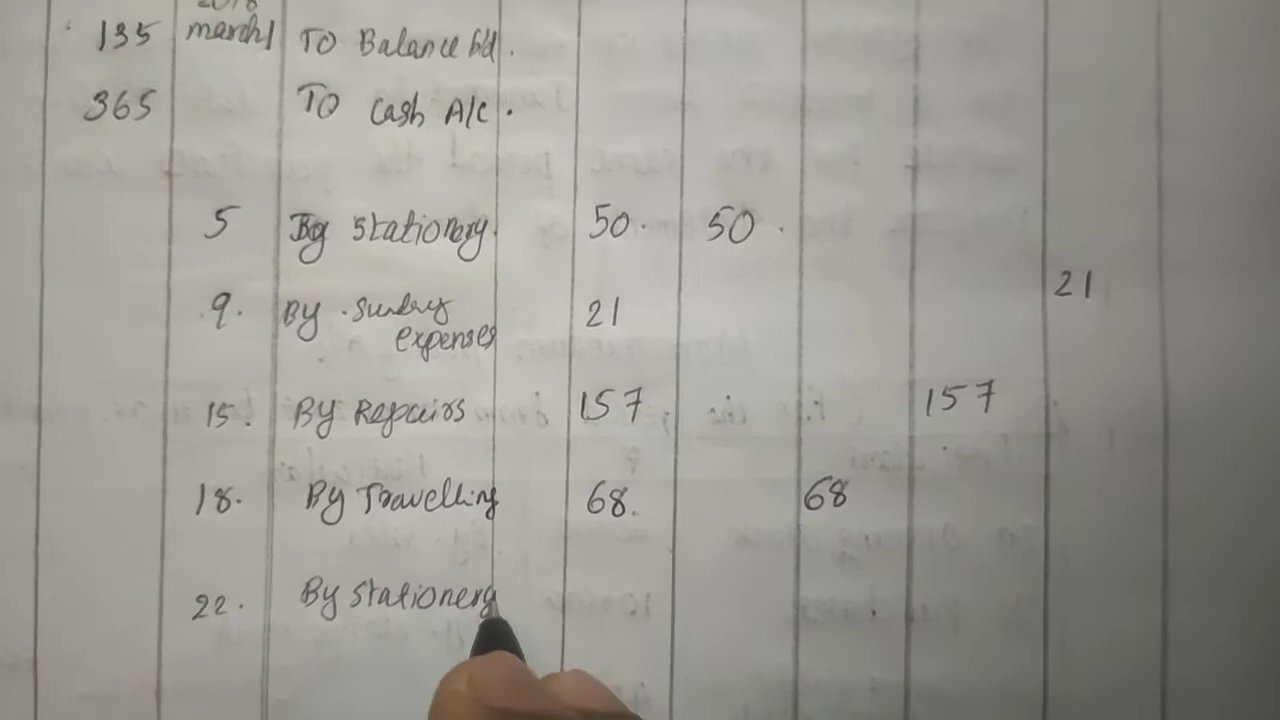 2018
135 march1 To Balance b/d.
365 To Cash A/c.
5 By Stationery. 50. 50.
21
9. By Sundry 21
expenses
15. By Repairs 157 157
18. By Travelling 68. 68
22. By Stationery